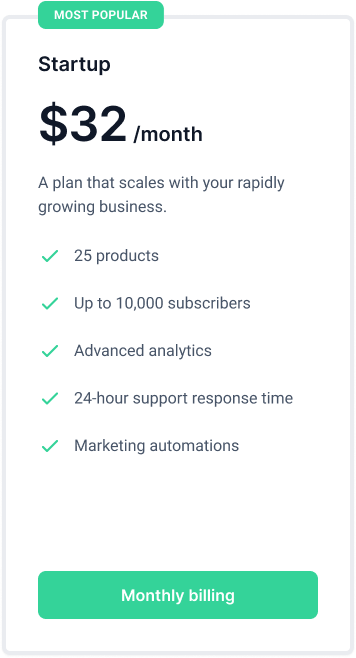 MOST POPULAR
Startup
$32 /month
A plan that scales with your rapidly
growing business.
25 products
Up to 10,000 subscribers
Advanced analytics
24-hour support response time
Marketing automations
Monthly billing